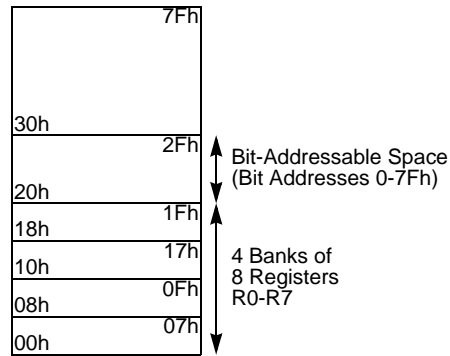 7Fh
30h
2Fh
Bit-Addressable Space
(Bit Addresses 0-7Fh)
20h
1Fh
18h
17h
10h
4 Banks of
8 Registers
R0-R7
0Fh
08h
07h
00h